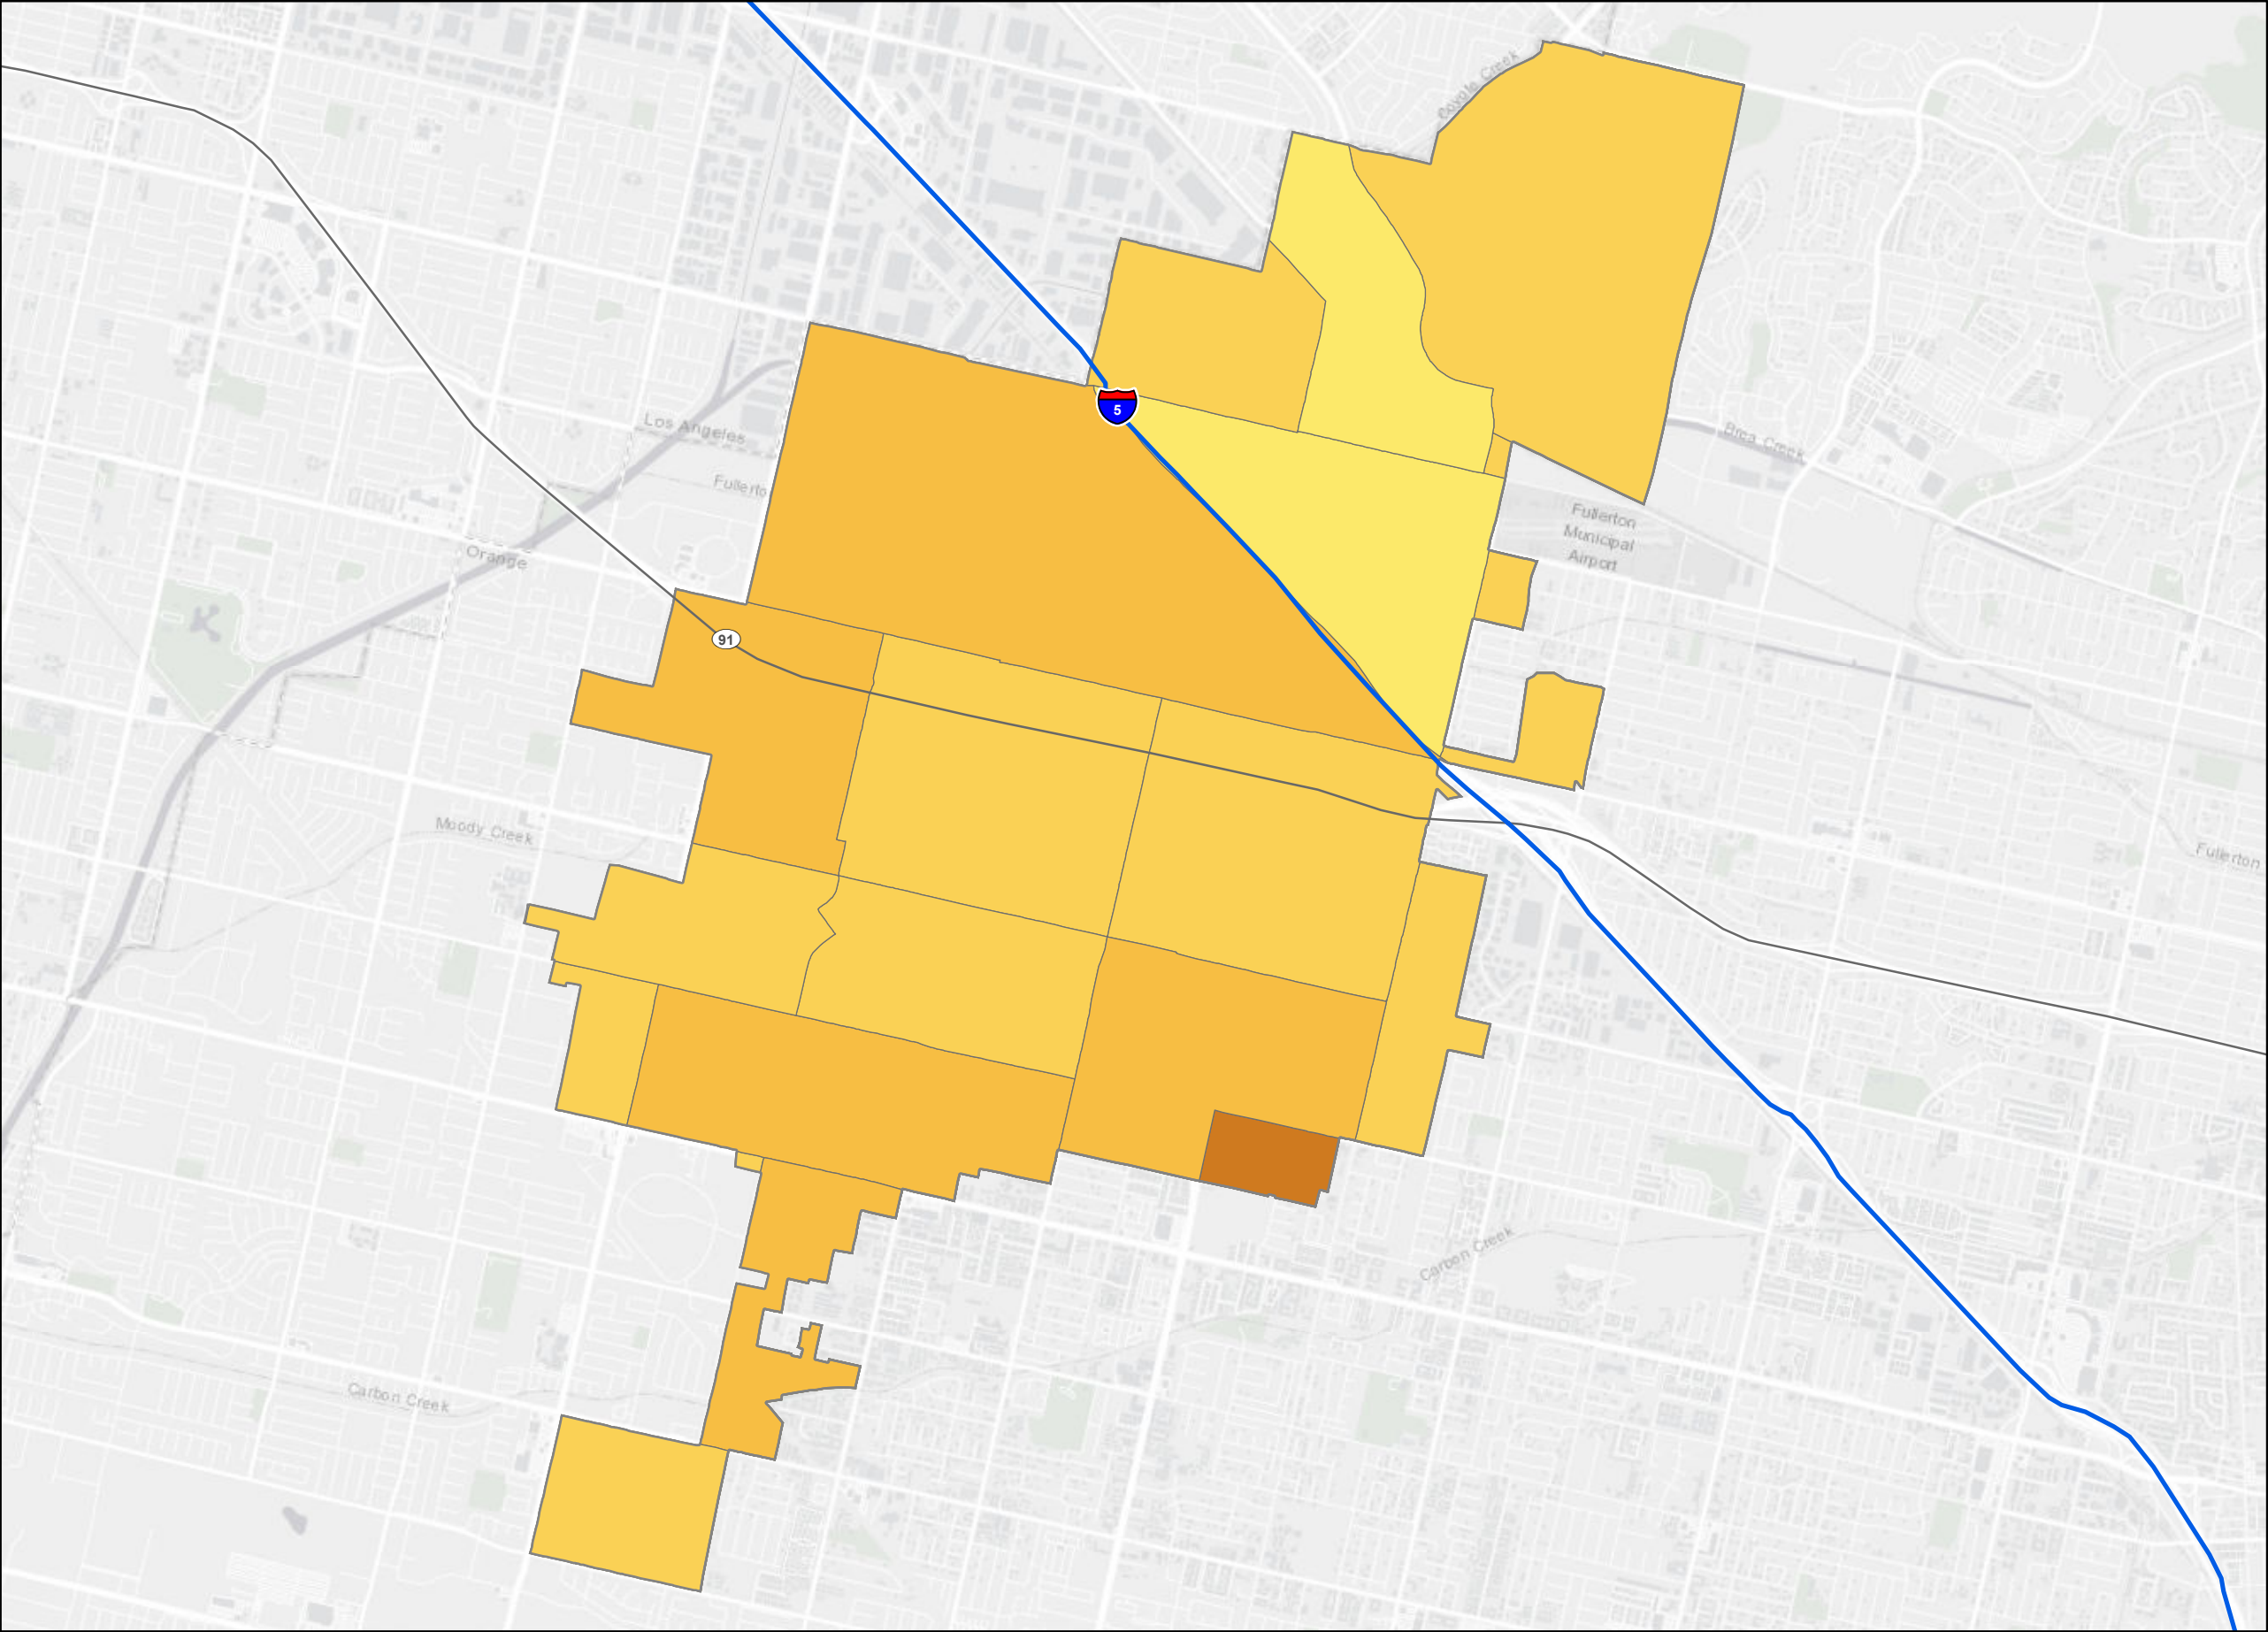 Coyote Creek
5
Los Angeles
Brea Creek
Fullerto
Fullerton
Municipal
Airport
Orange
91
Moody Creek
Fullerton
Carbon Creek
Carbon Creek